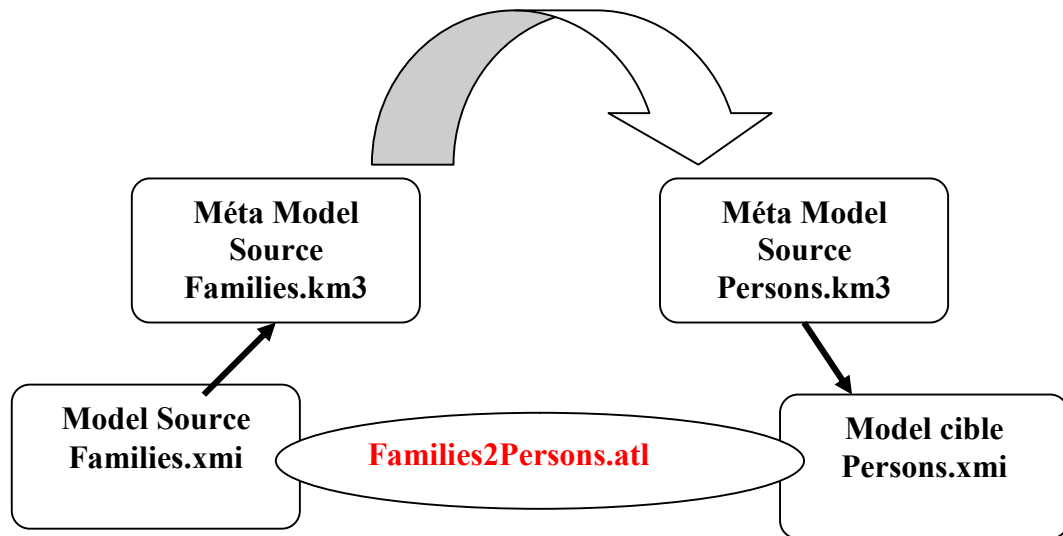 Méta Model
Source
Families.km3
Méta Model
Source
Persons.km3
Model Source
Families.xmi
Families2Persons.atl
Model cible
Persons.xmi